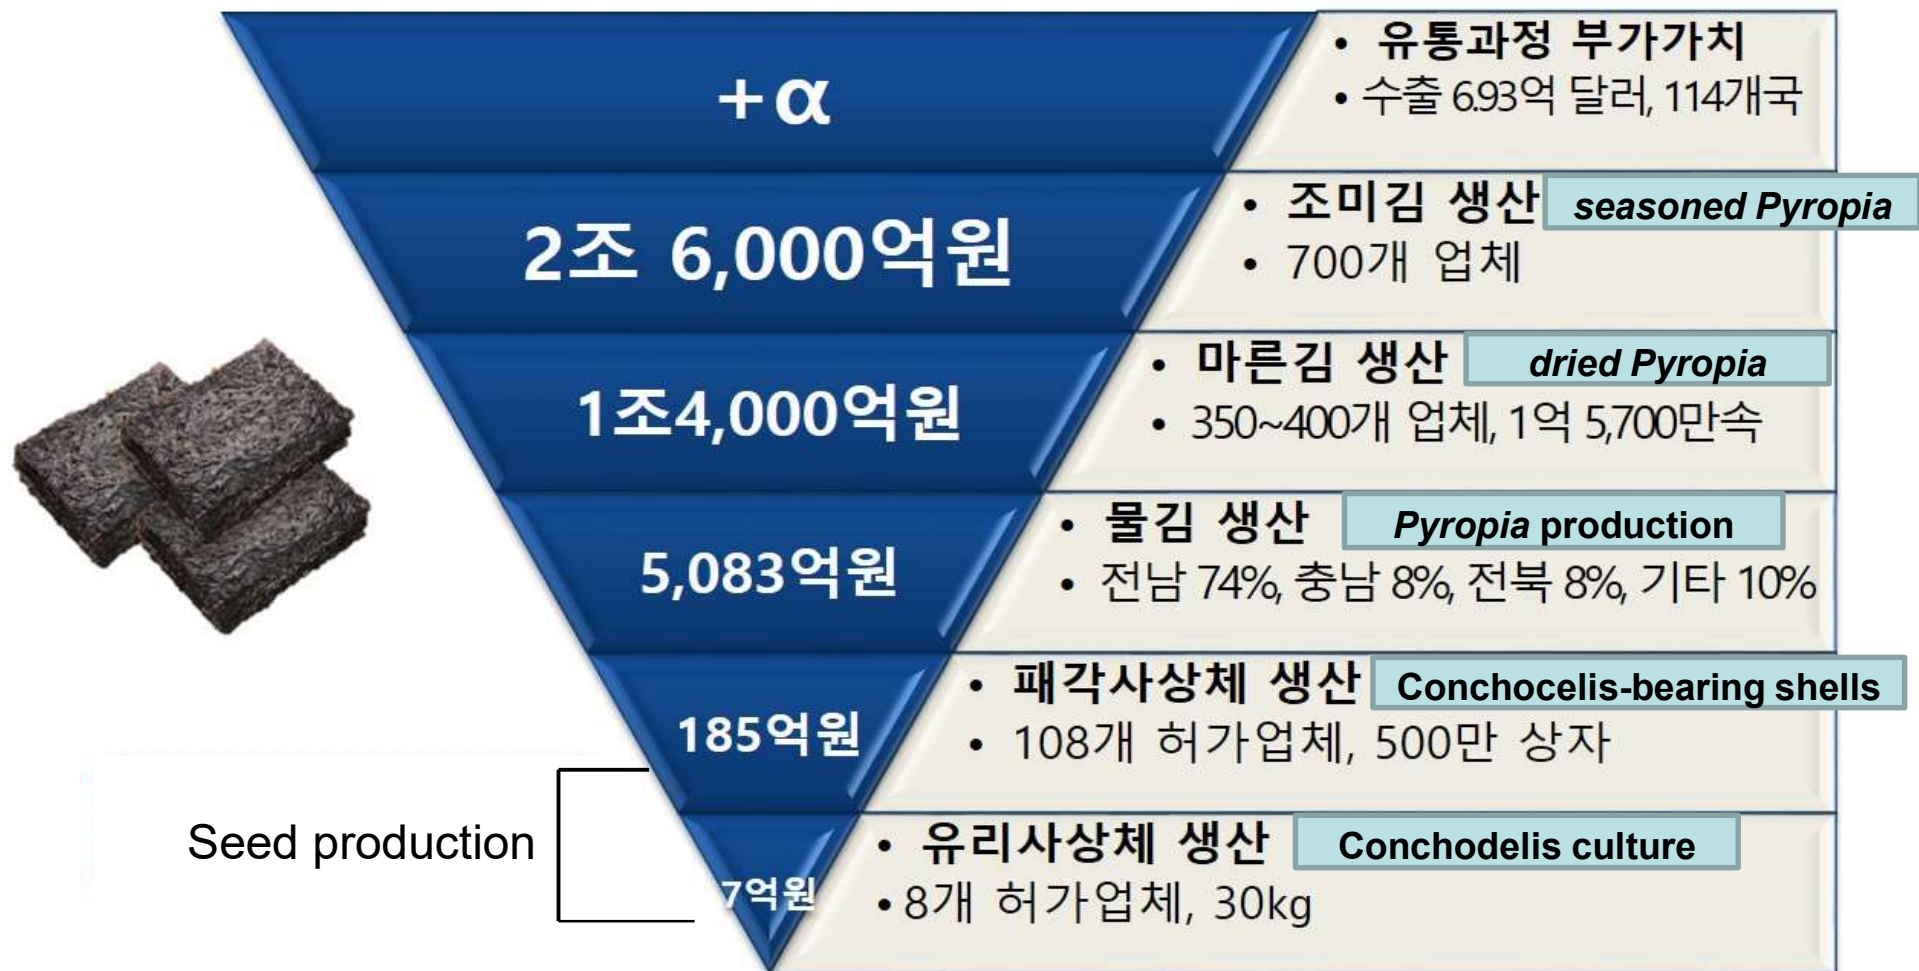 +α
• 유통과정 부가가치
• 수출 6.93억 달러, 114개국
2조 6,000억원
• 조미김 생산 seasoned Pyropia
• 700개 업체
1조4,000억원
• 마른김 생산 dried Pyropia
• 350~400개 업체, 1억 5,700만속
5,083억원
• 물김 생산 Pyropia production
• 전남 74%, 충남 8%, 전북 8%, 기타 10%
185억원
• 패각사상체 생산 Conchocelis-bearing shells
• 108개 허가업체, 500만 상자
Seed production
7억원
• 유리사상체 생산 Conchodelis culture
• 8개 허가업체, 30kg